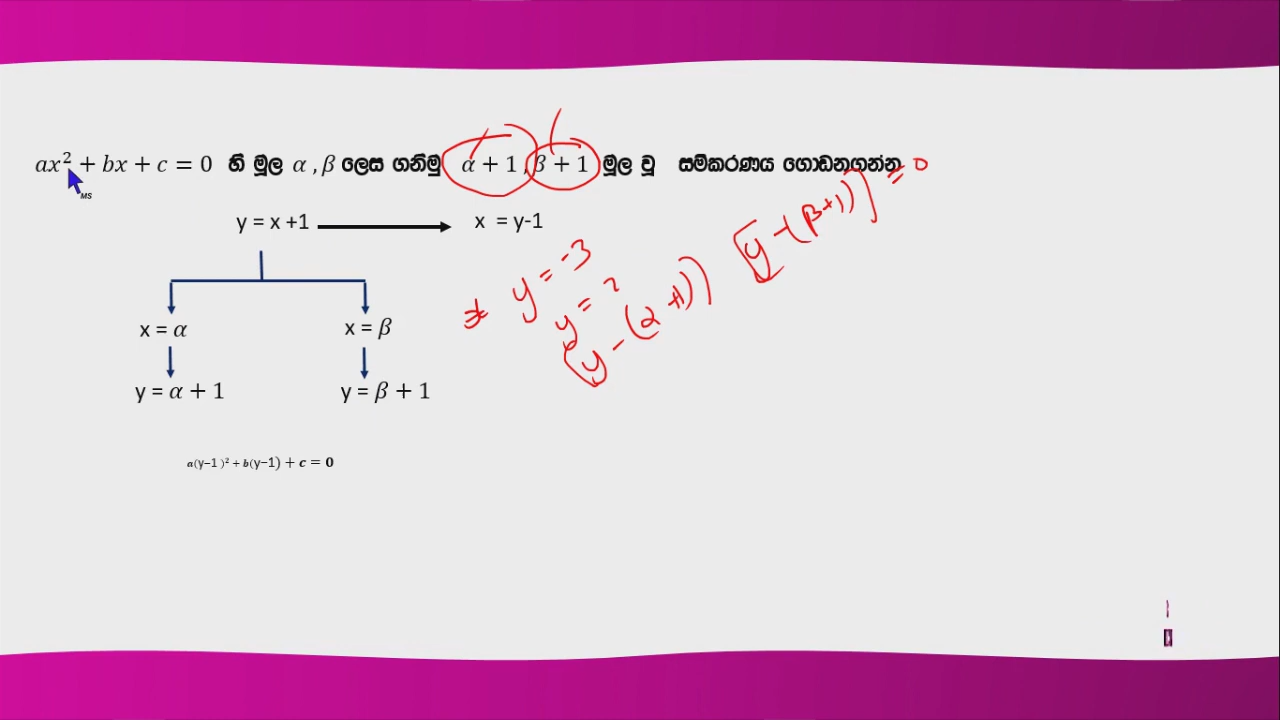 ax² + bx + c = 0 හි මූල α , β ලෙස ගනිමු α + 1 , β + 1 මූල වූ සමීකරණය ගොඩනගන්න
MS
y = x +1 x = y-1
[y -(β+1)] = 0
y = -3
y = ?
[y - (α +1)]
x = α x = β
y = α + 1 y = β + 1
a(y−1 )² + b(y−1) + c = 0